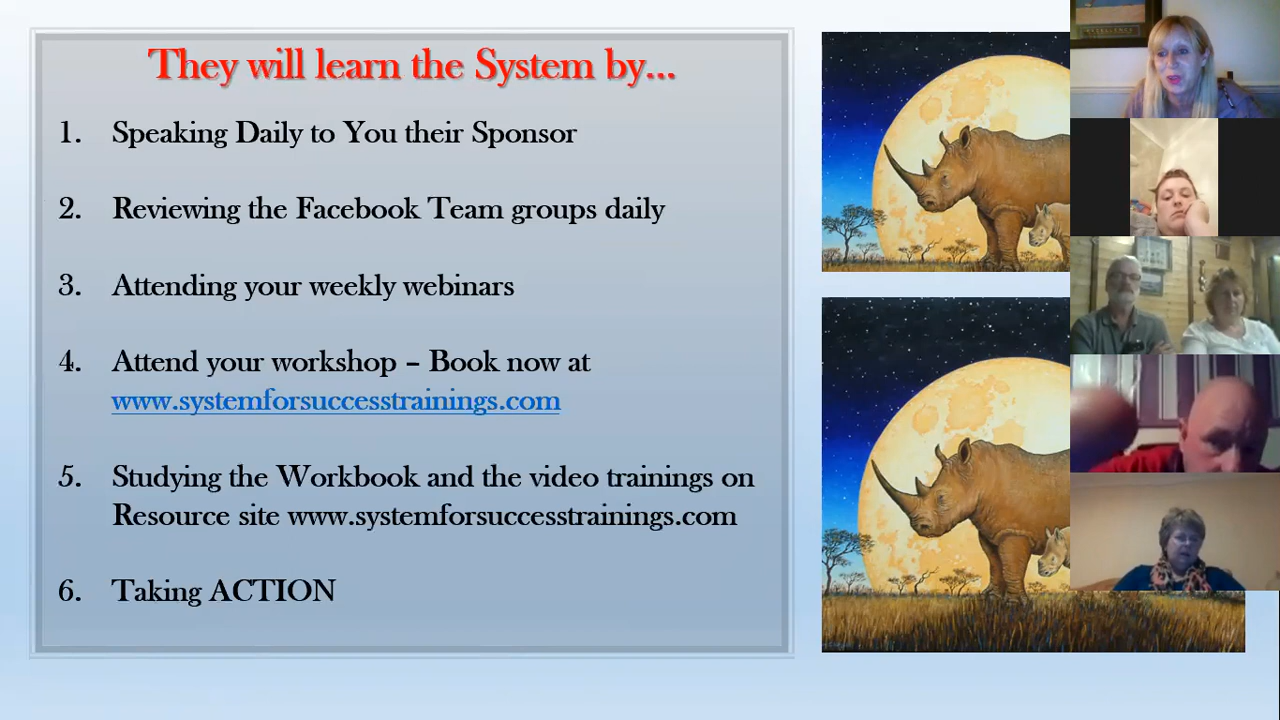 They will learn the System by...
1. Speaking Daily to You their Sponsor
2. Reviewing the Facebook Team groups daily
3. Attending your weekly webinars
4. Attend your workshop – Book now at
www.systemforsuccesstrainings.com
5. Studying the Workbook and the video trainings on
Resource site www.systemforsuccesstrainings.com
6. Taking ACTION